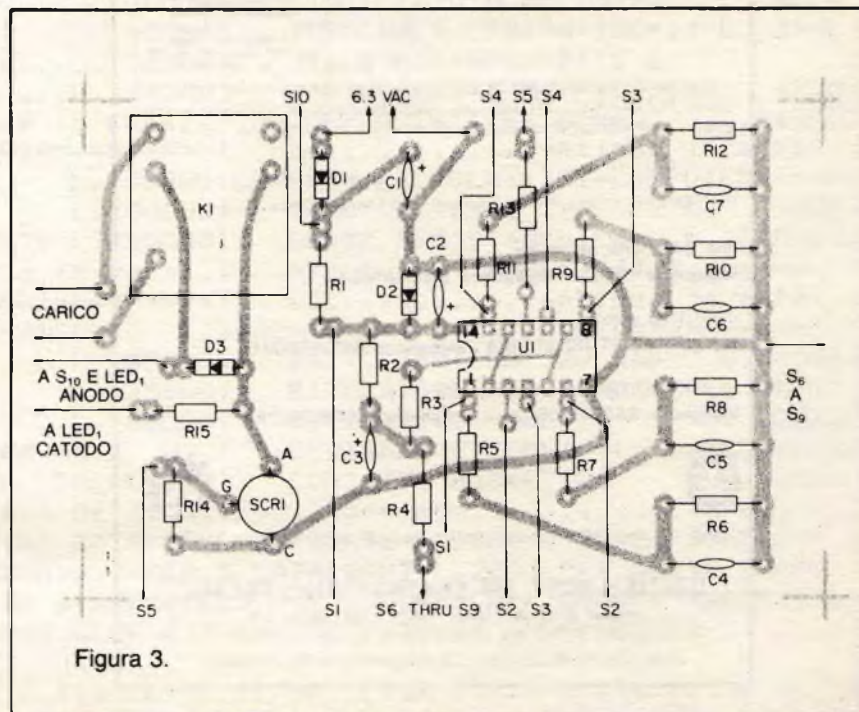 S10 6.3 VAC S4 S5 S4 S3
R12
D1
C1 +
K1
R13
C7
C2
R11 R9
R10
R1
D2
+
CARICO
C6
14 8
D3
U1
A S10 E LED1
ANODO
R2
1 7
S6
A
S9
R3
R8
A LED1
CATODO
R15
+
C3
R5
R7
C5
A
G
SCR1
R14
R4
R6
C
S1
C4
S5 S1 S6 THRU S9 S2 S3 S2
Figura 3.